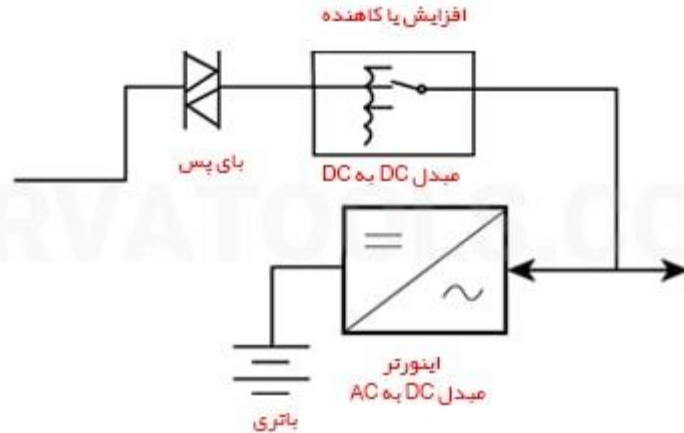 افزایش یا کاهنده
بای پس
مبدل DC به DC
اینورتر
مبدل DC به AC
باتری